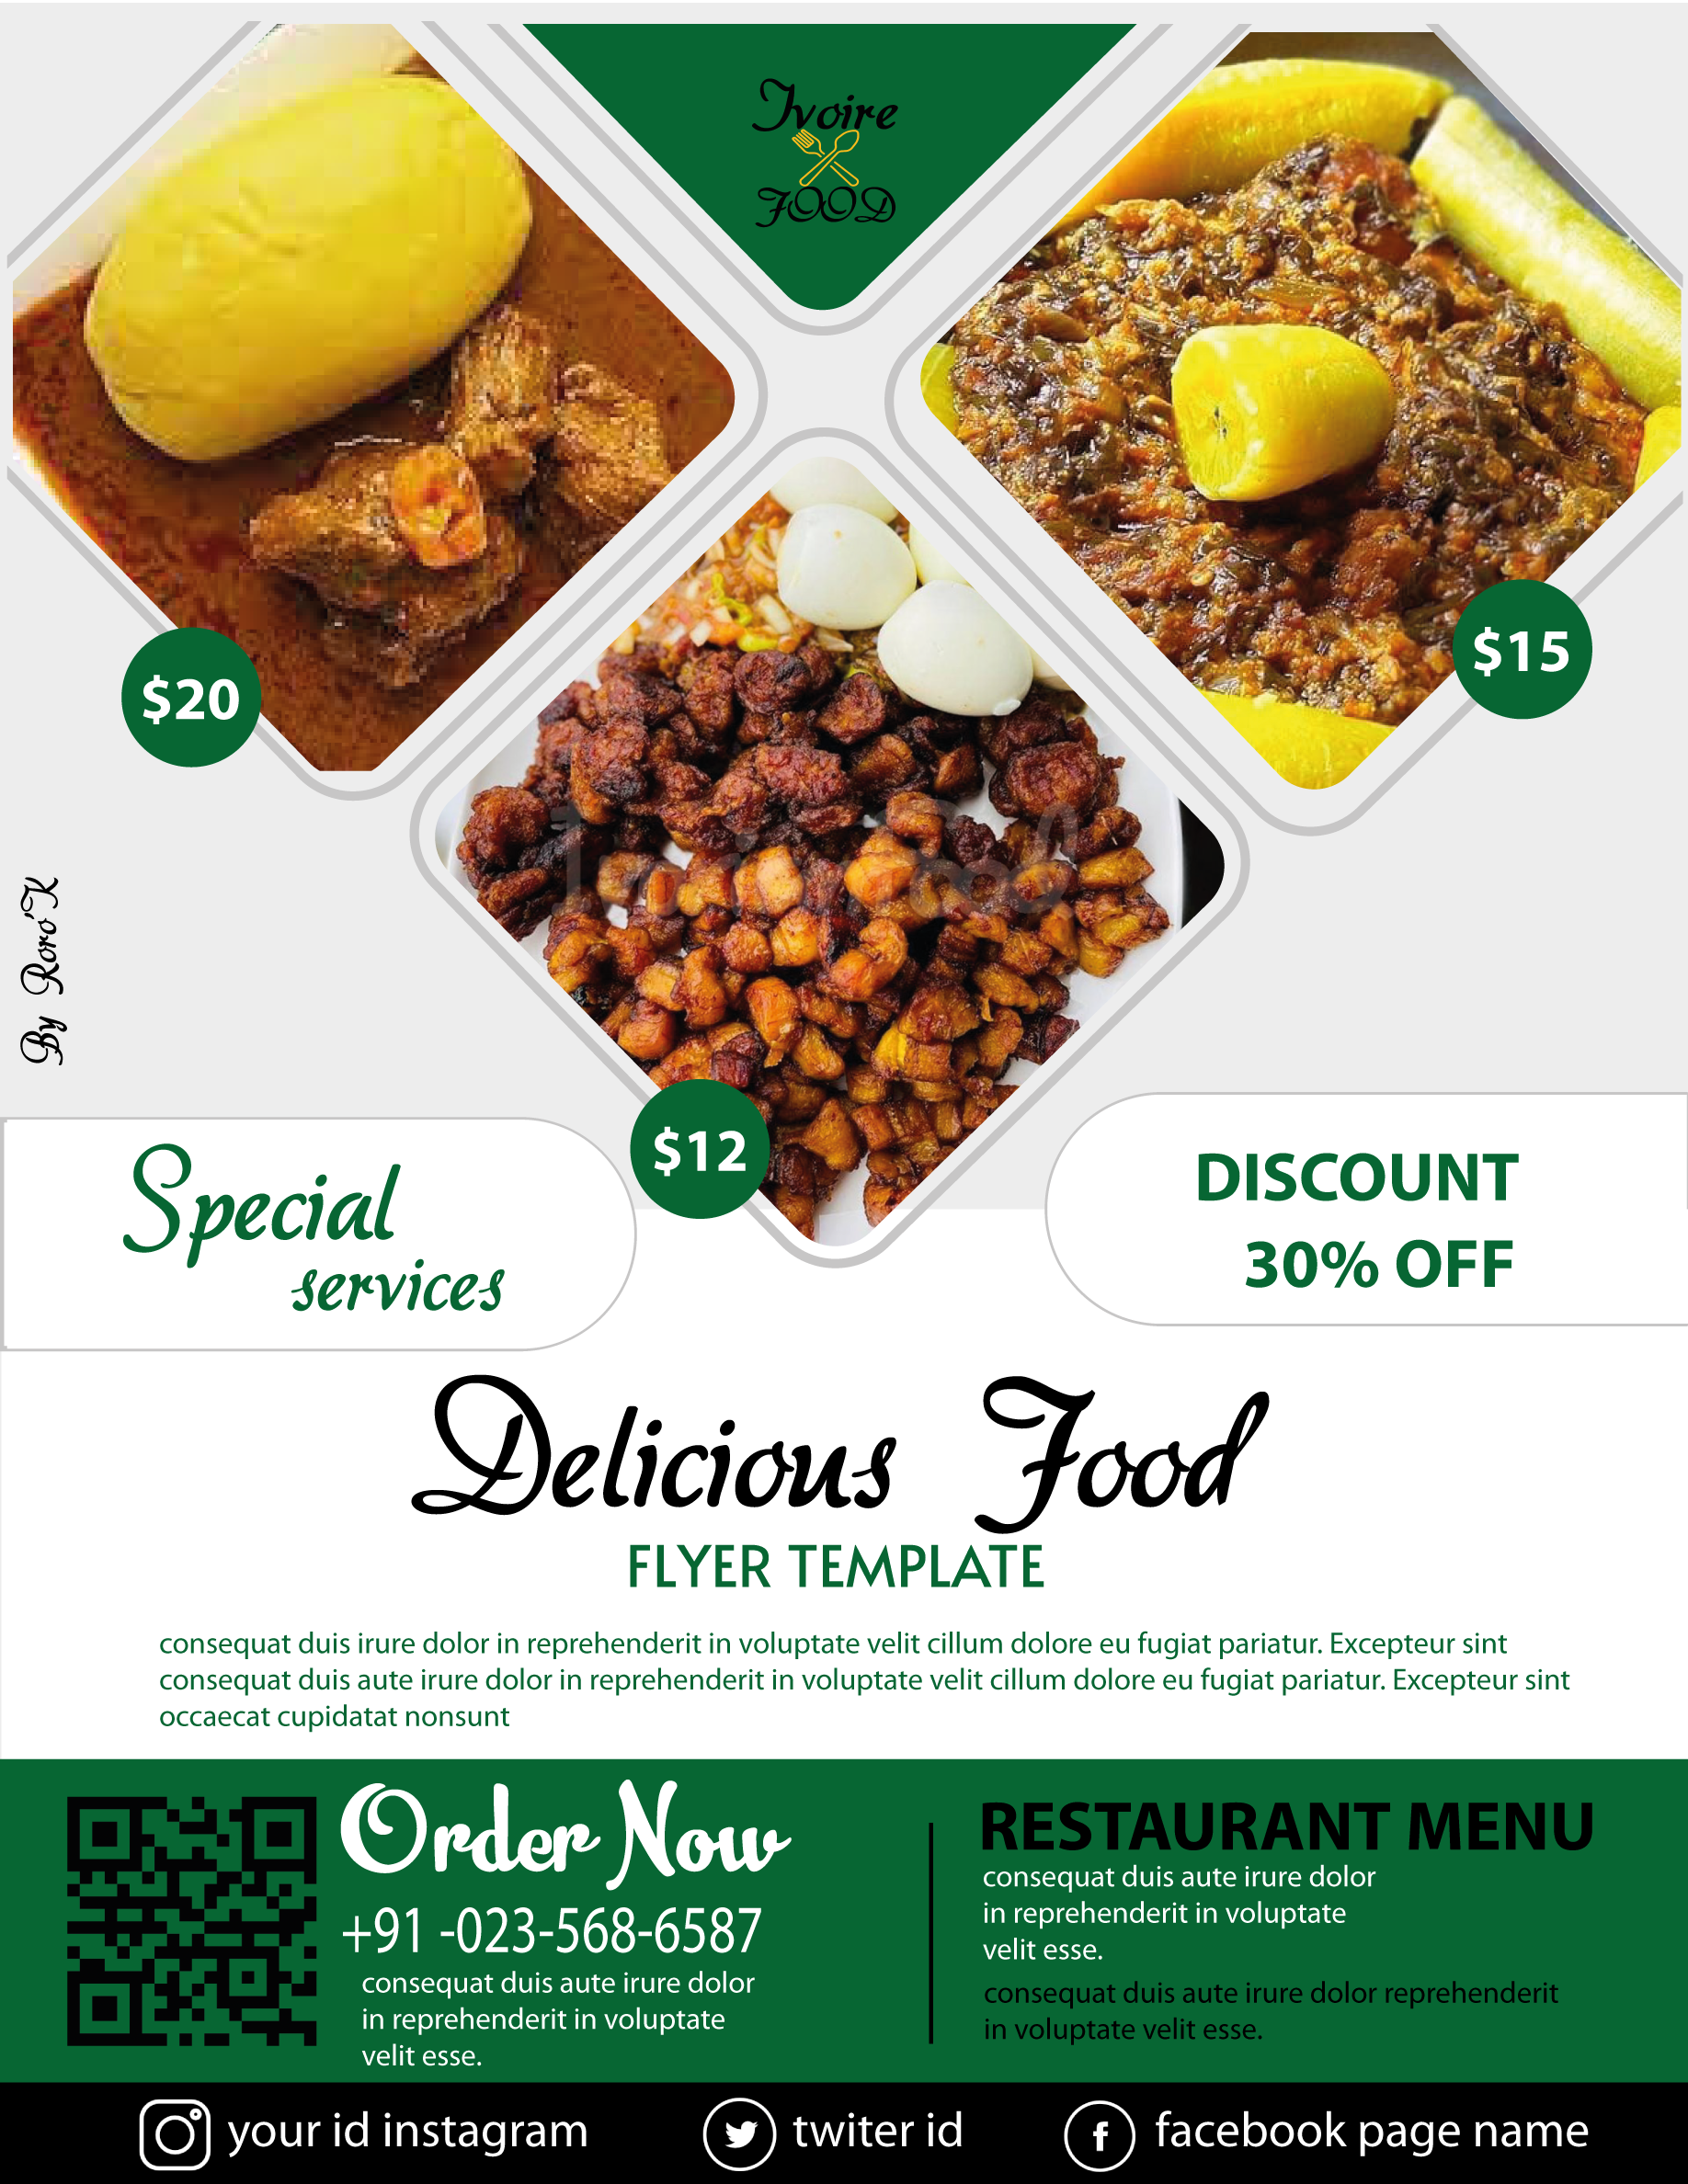 Ivoire
FOOD
$20
$15
$12
By Roro'K
Special
services
DISCOUNT
30% OFF
Delicious Food
FLYER TEMPLATE
consequat duis irure dolor in reprehenderit in voluptate velit cillum dolore eu fugiat pariatur. Excepteur sint
consequat duis aute irure dolor in reprehenderit in voluptate velit cillum dolore eu fugiat pariatur. Excepteur sint
occaecat cupidatat nonsunt
Order Now
+91 -023-568-6587
consequat duis aute irure dolor
in reprehenderit in voluptate
velit esse.
RESTAURANT MENU
consequat duis aute irure dolor
in reprehenderit in voluptate
velit esse.
consequat duis aute irure dolor reprehenderit
in voluptate velit esse.
your id instagram
twiter id
facebook page name